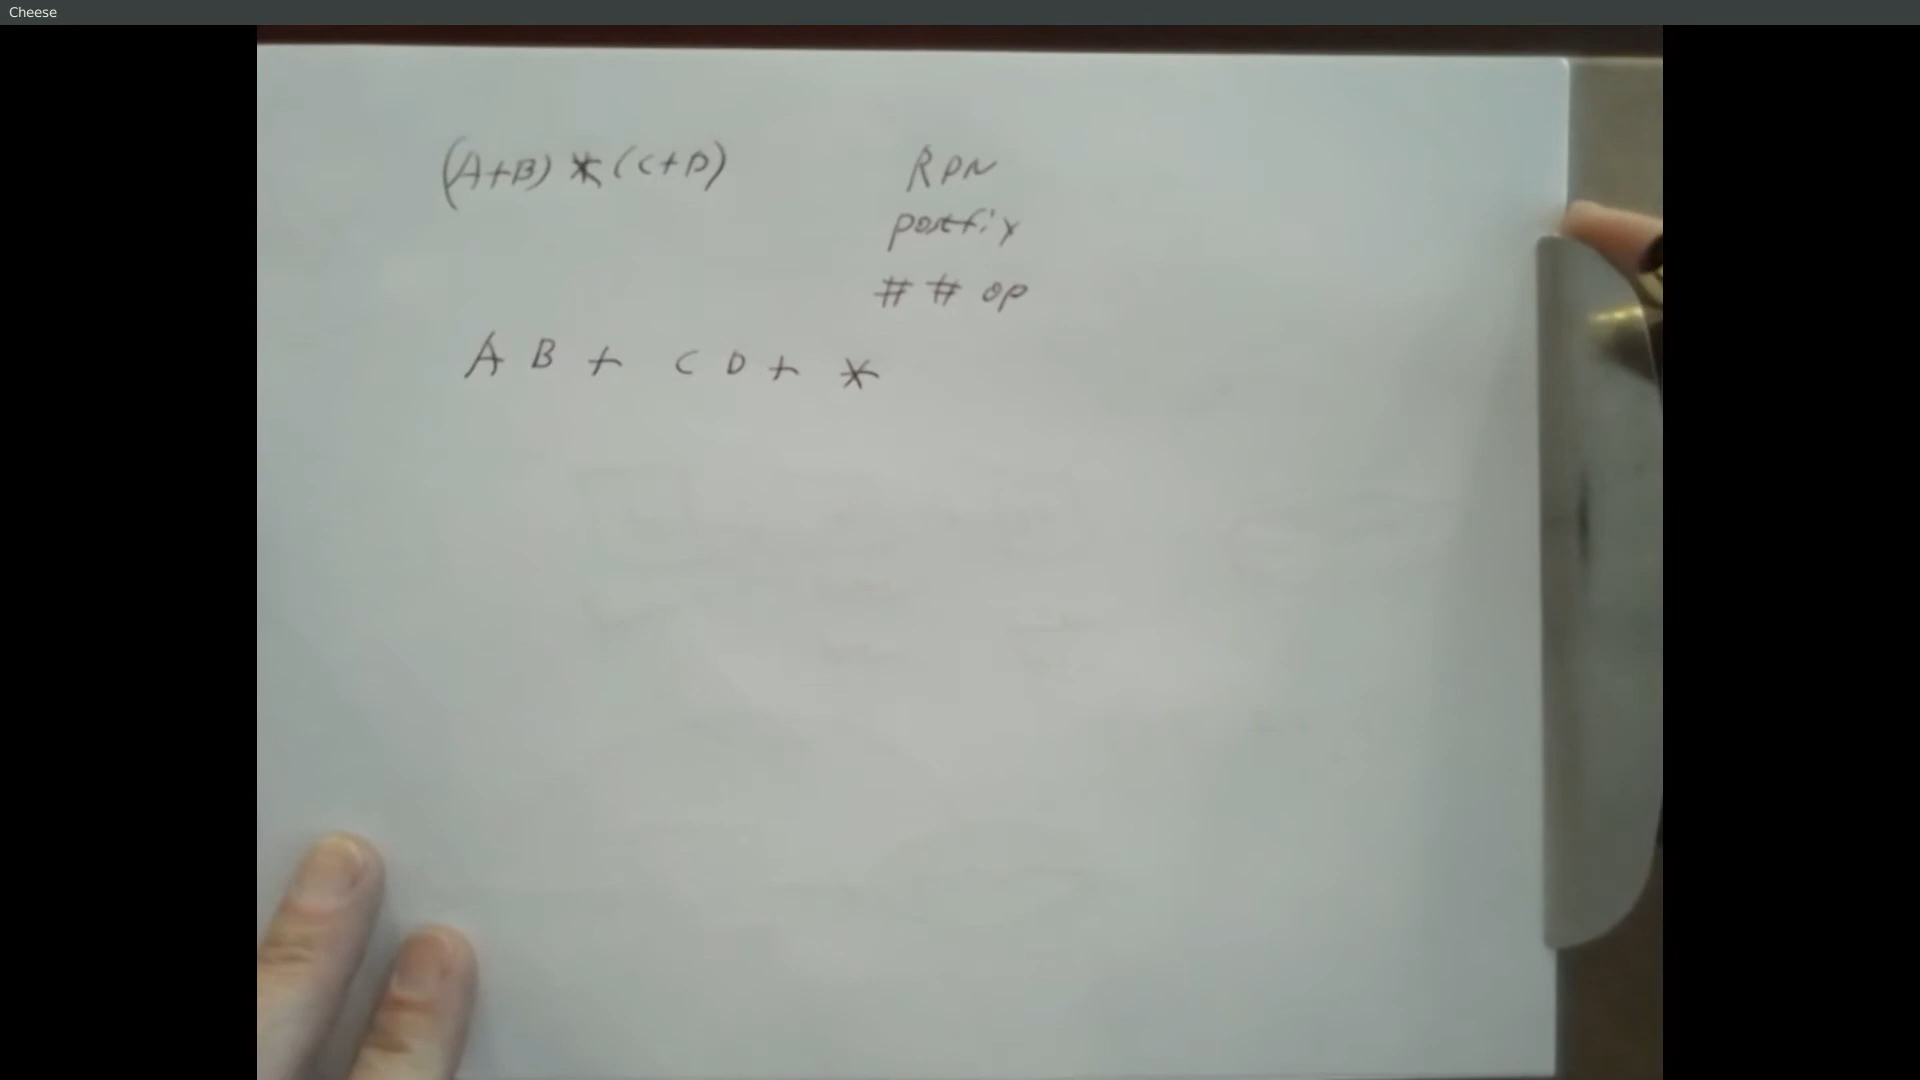 Cheese
(A+B) * (C+D)
RPN
postfix
# # op
A B + C D + *